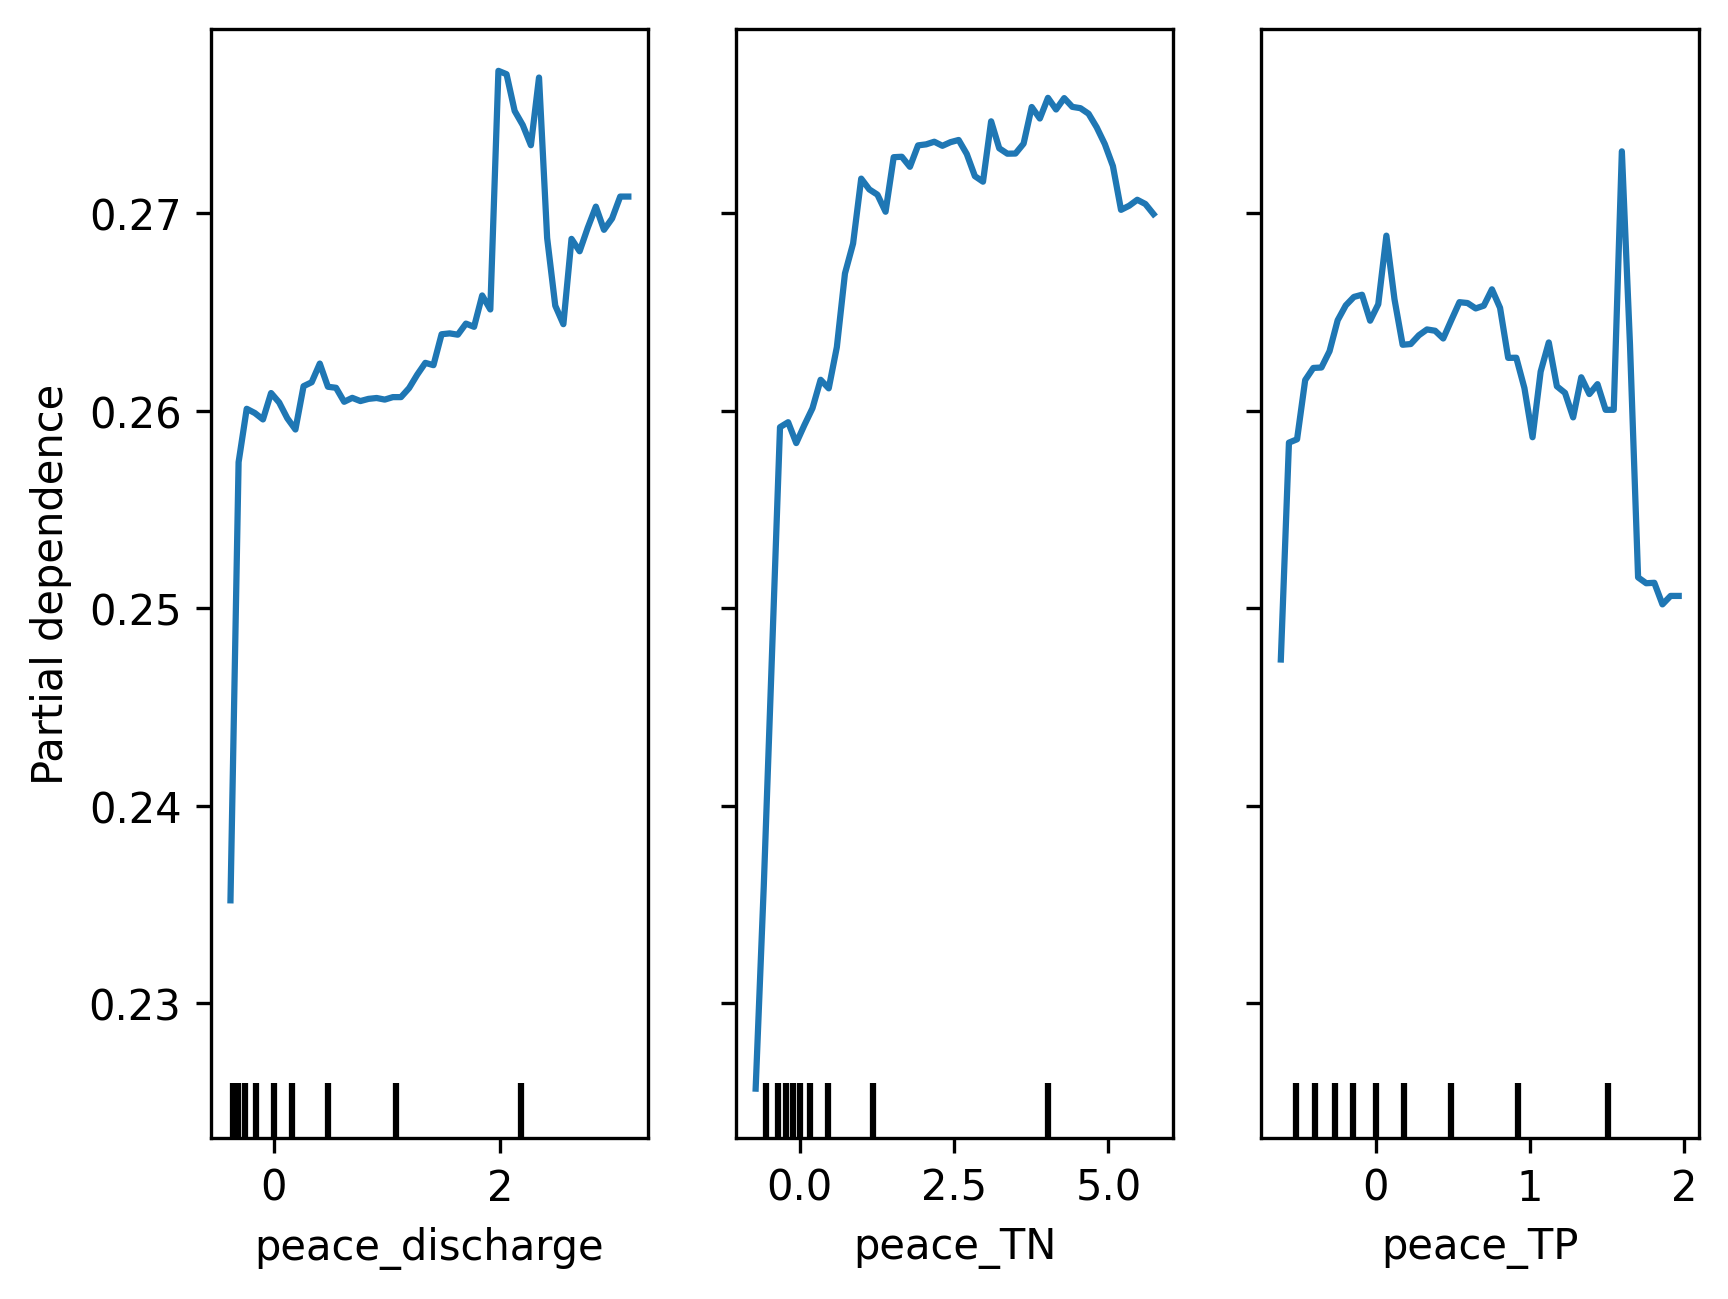 Partial dependence
0.27
0.26
0.25
0.24
0.23
0 2
peace_discharge
0.0 2.5 5.0
peace_TN
0 1 2
peace_TP